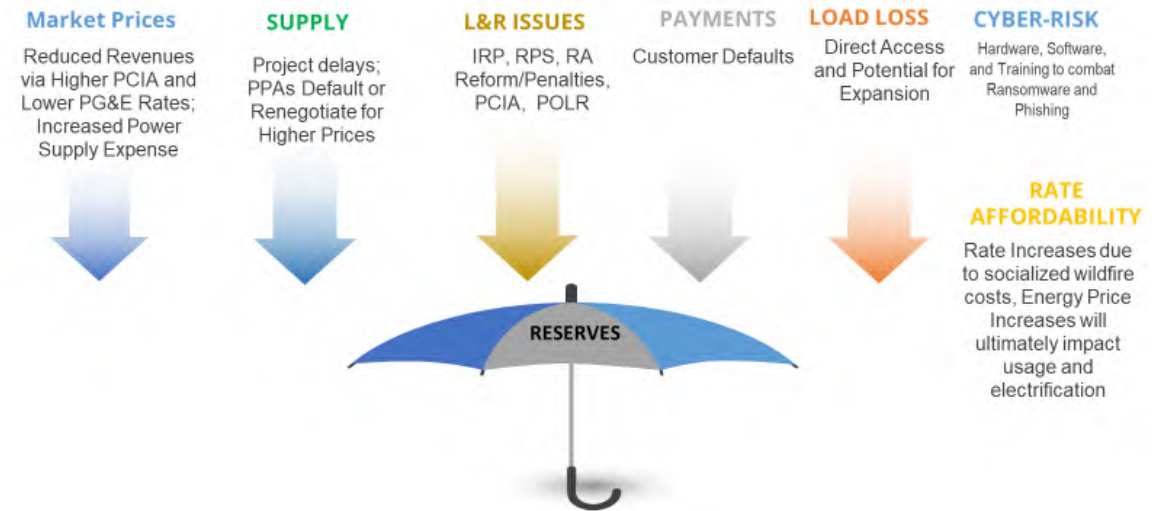 Market Prices
Reduced Revenues
via Higher PCIA and
Lower PG&E Rates;
Increased Power
Supply Expense
SUPPLY
Project delays;
PPAs Default or
Renegotiate for
Higher Prices
L&R ISSUES
IRP, RPS, RA
Reform/Penalties,
PCIA, POLR
PAYMENTS
Customer Defaults
LOAD LOSS
Direct Access
and Potential for
Expansion
CYBER-RISK
Hardware, Software,
and Training to combat
Ransomware and
Phishing
RATE
AFFORDABILITY
Rate Increases due
to socialized wildfire
costs, Energy Price
Increases will
ultimately impact
usage and
electrification
RESERVES